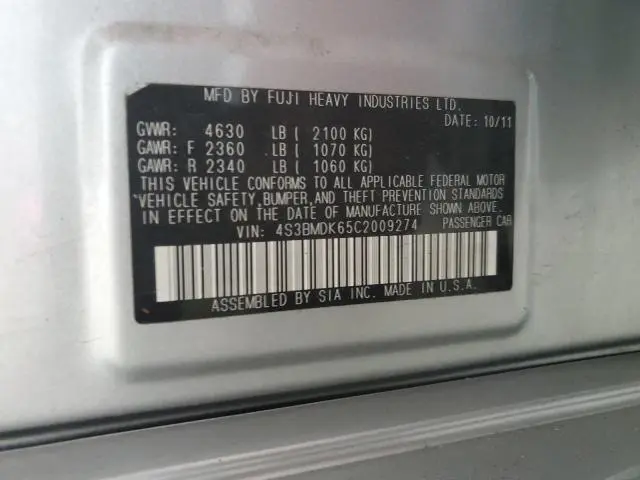 MFD BY FUJI HEAVY INDUSTRIES LTD.
DATE: 10/11
GVWR: 4630 LB ( 2100 KG)
GAWR: F 2360 LB ( 1070 KG)
GAWR: R 2340 LB ( 1060 KG)
THIS VEHICLE CONFORMS TO ALL APPLICABLE FEDERAL MOTOR
VEHICLE SAFETY, BUMPER, AND THEFT PREVENTION STANDARDS
IN EFFECT ON THE DATE OF MANUFACTURE SHOWN ABOVE.
VIN: 4S3BMDK65C2009274 PASSENGER CAR
ASSEMBLED BY SIA INC. MADE IN U.S.A.